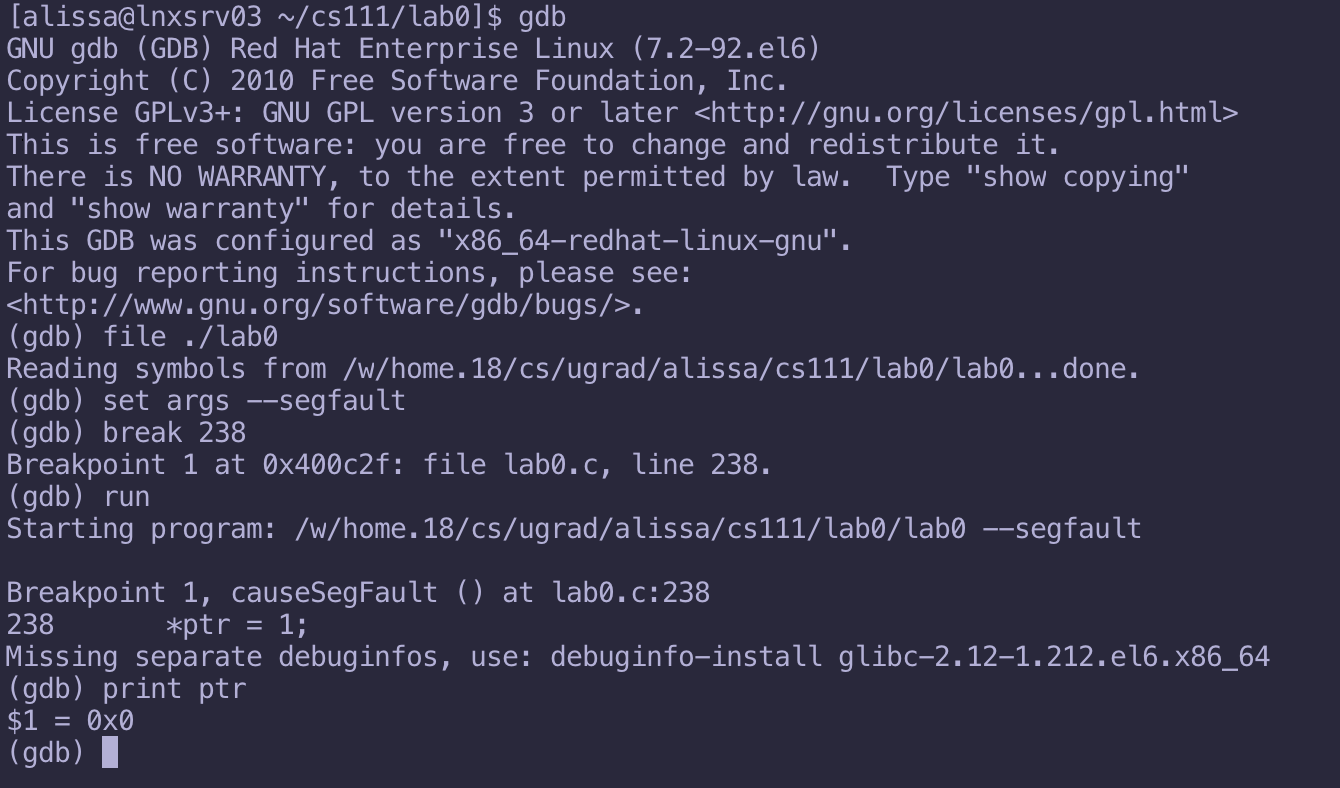 [alissa@lnxsrv03 ~/cs111/lab0]$ gdb
GNU gdb (GDB) Red Hat Enterprise Linux (7.2-92.el6)
Copyright (C) 2010 Free Software Foundation, Inc.
License GPLv3+: GNU GPL version 3 or later <http://gnu.org/licenses/gpl.html>
This is free software: you are free to change and redistribute it.
There is NO WARRANTY, to the extent permitted by law.  Type "show copying"
and "show warranty" for details.
This GDB was configured as "x86_64-redhat-linux-gnu".
For bug reporting instructions, please see:
<http://www.gnu.org/software/gdb/bugs/>.
(gdb) file ./lab0
Reading symbols from /w/home.18/cs/ugrad/alissa/cs111/lab0/lab0...done.
(gdb) set args --segfault
(gdb) break 238
Breakpoint 1 at 0x400c2f: file lab0.c, line 238.
(gdb) run
Starting program: /w/home.18/cs/ugrad/alissa/cs111/lab0/lab0 --segfault

Breakpoint 1, causeSegFault () at lab0.c:238
238       *ptr = 1;
Missing separate debuginfos, use: debuginfo-install glibc-2.12-1.212.el6.x86_64
(gdb) print ptr
$1 = 0x0
(gdb)